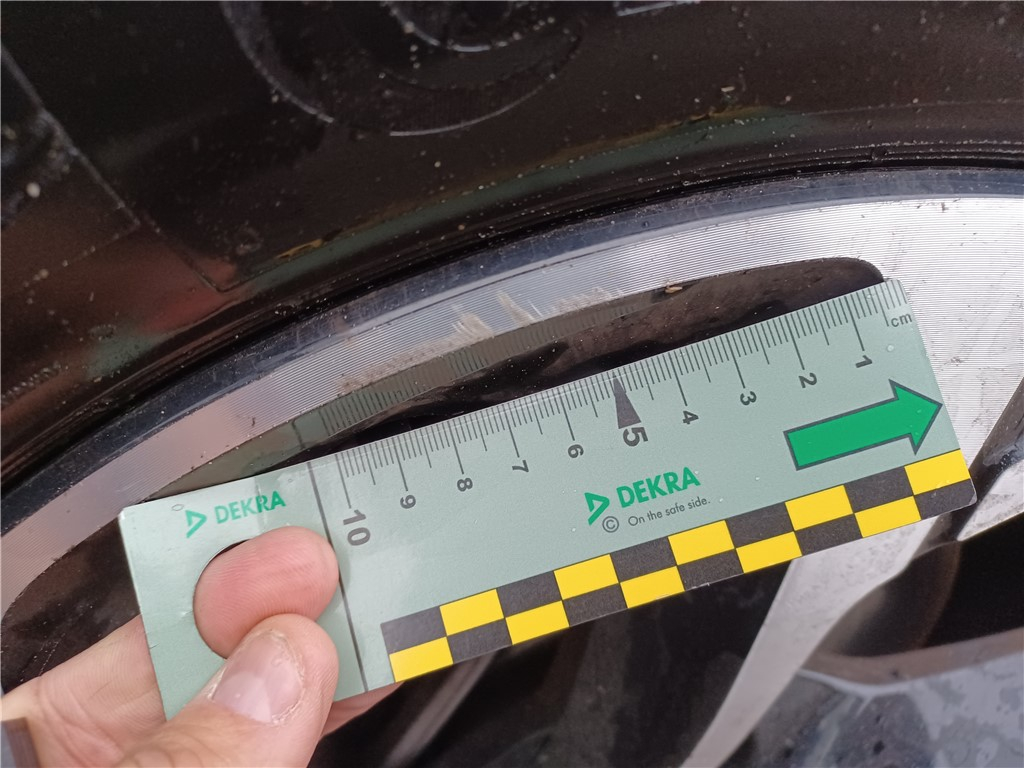 cm
10 9 8 7 6 5 4 3 2 1
DEKRA
DEKRA
© On the safe side.